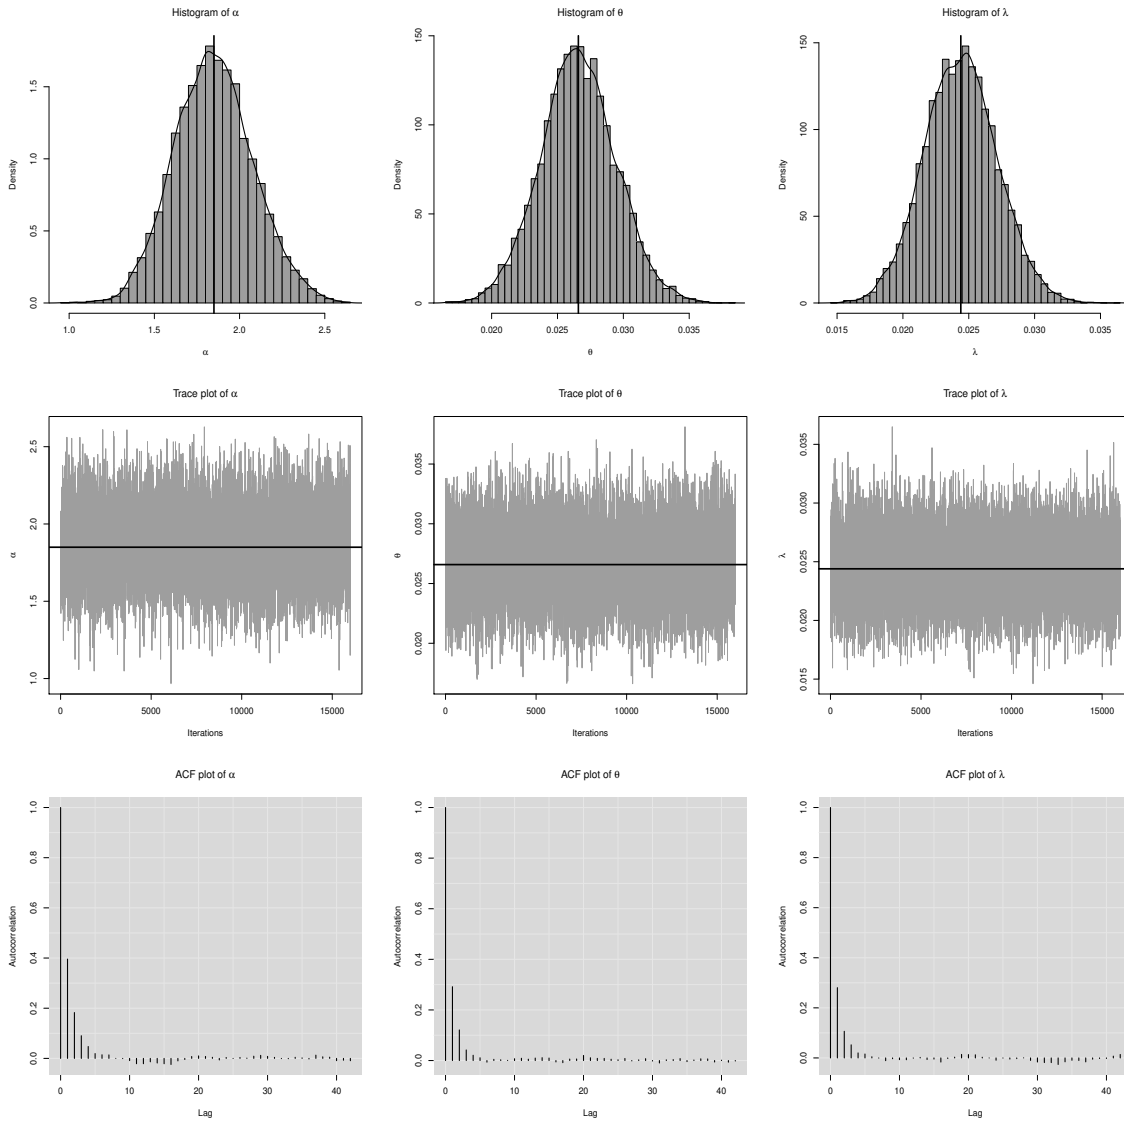 Histogram of α
Histogram of θ
Histogram of λ
Density
0.0 0.5 1.0 1.5
1.0 1.5 2.0 2.5
α
Density
0 50 100 150
0.020 0.025 0.030 0.035
θ
Density
0 50 100 150
0.015 0.020 0.025 0.030 0.035
λ
Trace plot of α
Trace plot of θ
Trace plot of λ
α
1.0 1.5 2.0 2.5
0 5000 10000 15000
Iterations
θ
0.020 0.025 0.030 0.035
0 5000 10000 15000
Iterations
λ
0.015 0.020 0.025 0.030 0.035
0 5000 10000 15000
Iterations
ACF plot of α
ACF plot of θ
ACF plot of λ
Autocorrelation
0.0 0.2 0.4 0.6 0.8 1.0
0 10 20 30 40
Lag
Autocorrelation
0.0 0.2 0.4 0.6 0.8 1.0
0 10 20 30 40
Lag
Autocorrelation
0.0 0.2 0.4 0.6 0.8 1.0
0 10 20 30 40
Lag